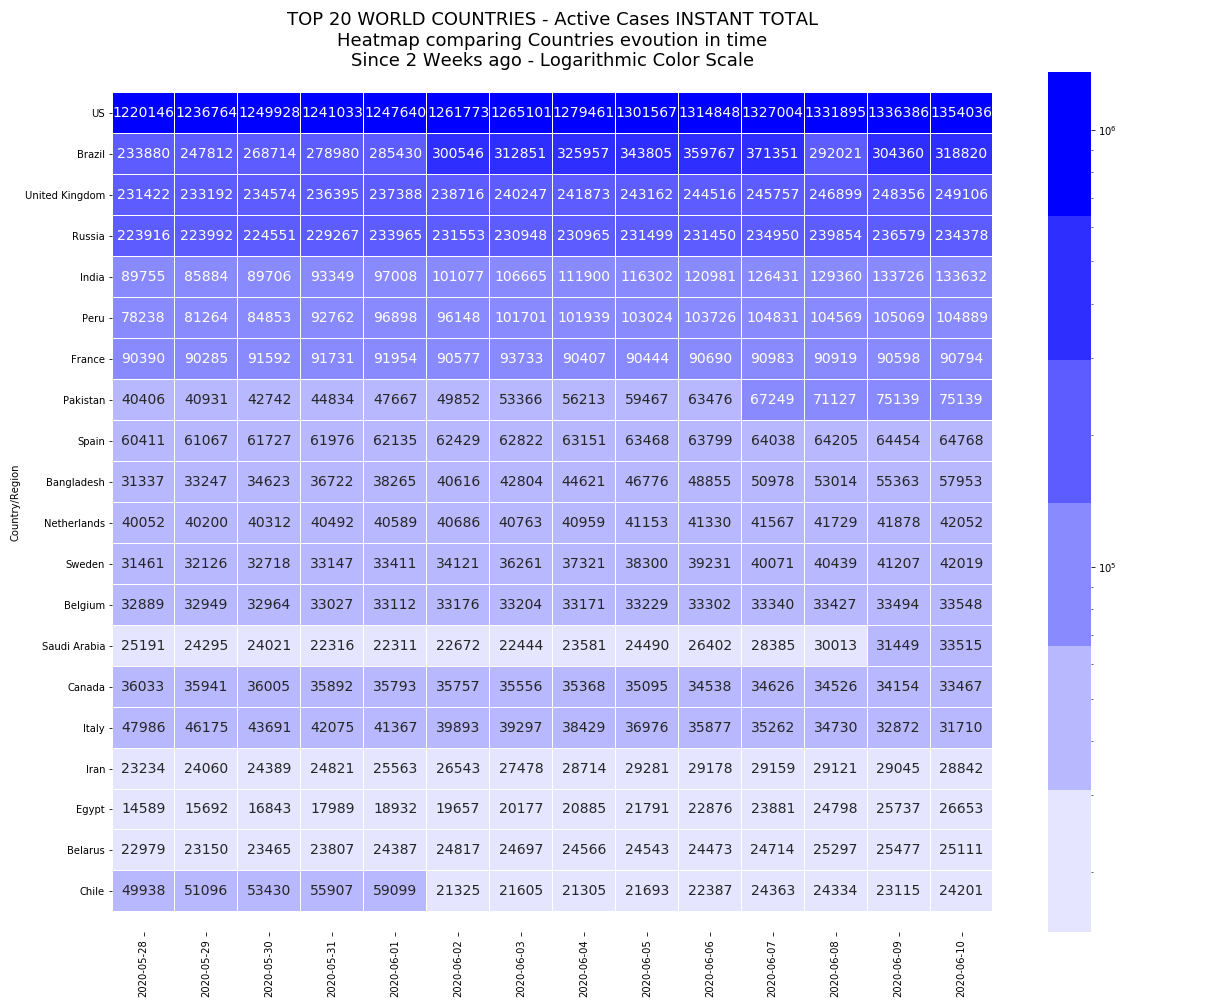 TOP 20 WORLD COUNTRIES - Active Cases INSTANT TOTAL
Heatmap comparing Countries evoution in time
Since 2 Weeks ago - Logarithmic Color Scale
US 1220146 1236764 1249928 1241033 1247640 1261773 1265101 1279461 1301567 1314848 1327004 1331895 1336386 1354036
Brazil 233880 247812 268714 278980 285430 300546 312851 325957 343805 359767 371351 292021 304360 318820
United Kingdom 231422 233192 234574 236395 237388 238716 240247 241873 243162 244516 245757 246899 248356 249106
Russia 223916 223992 224551 229267 233965 231553 230948 230965 231499 231450 234950 239854 236579 234378
India 89755 85884 89706 93349 97008 101077 106665 111900 116302 120981 126431 129360 133726 133632
Peru 78238 81264 84853 92762 96898 96148 101701 101939 103024 103726 104831 104569 105069 104889
France 90390 90285 91592 91731 91954 90577 93733 90407 90444 90690 90983 90919 90598 90794
Pakistan 40406 40931 42742 44834 47667 49852 53366 56213 59467 63476 67249 71127 75139 75139
Spain 60411 61067 61727 61976 62135 62429 62822 63151 63468 63799 64038 64205 64454 64768
Bangladesh 31337 33247 34623 36722 38265 40616 42804 44621 46776 48855 50978 53014 55363 57953
Netherlands 40052 40200 40312 40492 40589 40686 40763 40959 41153 41330 41567 41729 41878 42052
Sweden 31461 32126 32718 33147 33411 34121 36261 37321 38300 39231 40071 40439 41207 42019
Belgium 32889 32949 32964 33027 33112 33176 33204 33171 33229 33302 33340 33427 33494 33548
Saudi Arabia 25191 24295 24021 22316 22311 22672 22444 23581 24490 26402 28385 30013 31449 33515
Canada 36033 35941 36005 35892 35793 35757 35556 35368 35095 34538 34626 34526 34154 33467
Italy 47986 46175 43691 42075 41367 39893 39297 38429 36976 35877 35262 34730 32872 31710
Iran 23234 24060 24389 24821 25563 26543 27478 28714 29281 29178 29159 29121 29045 28842
Egypt 14589 15692 16843 17989 18932 19657 20177 20885 21791 22876 23881 24798 25737 26653
Belarus 22979 23150 23465 23807 24387 24817 24697 24566 24543 24473 24714 25297 25477 25111
Chile 49938 51096 53430 55907 59099 21325 21605 21305 21693 22387 24363 24334 23115 24201
2020-05-28 2020-05-29 2020-05-30 2020-05-31 2020-06-01 2020-06-02 2020-06-03 2020-06-04 2020-06-05 2020-06-06 2020-06-07 2020-06-08 2020-06-09 2020-06-10
Country/Region
10⁶
10⁵